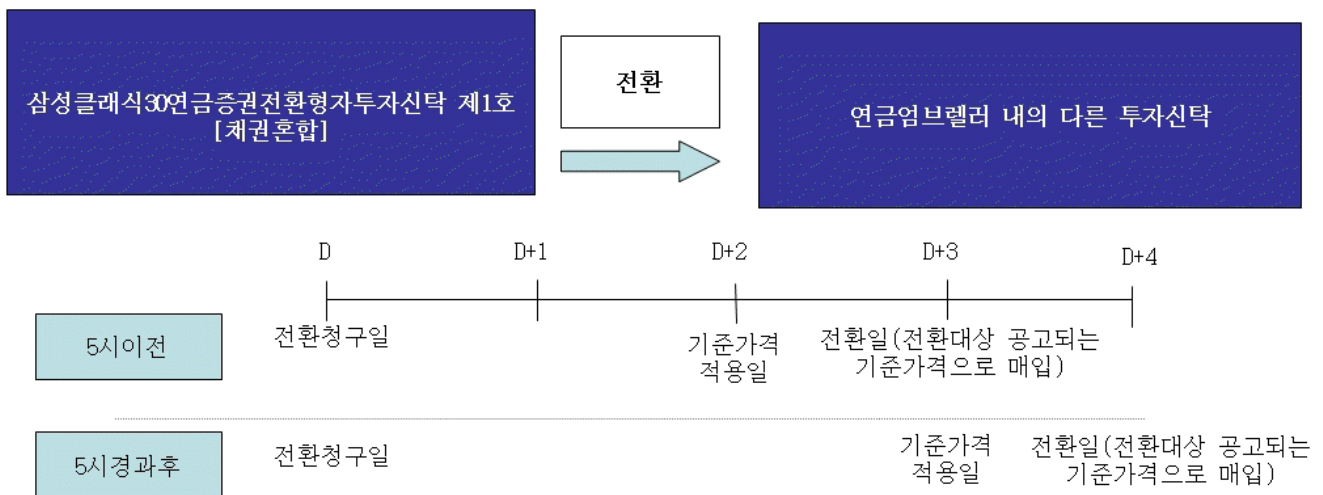 삼성클래식30연금증권전환형자투자신탁 제1호
[채권혼합]
전환
연금엄브렐러 내의 다른 투자신탁
D
D+1
D+2
D+3
D+4
5시이전
전환청구일
기준가격
적용일
전환일(전환대상 공고되는
기준가격으로 매입)
5시경과후
전환청구일
기준가격
적용일
전환일(전환대상 공고되는
기준가격으로 매입)